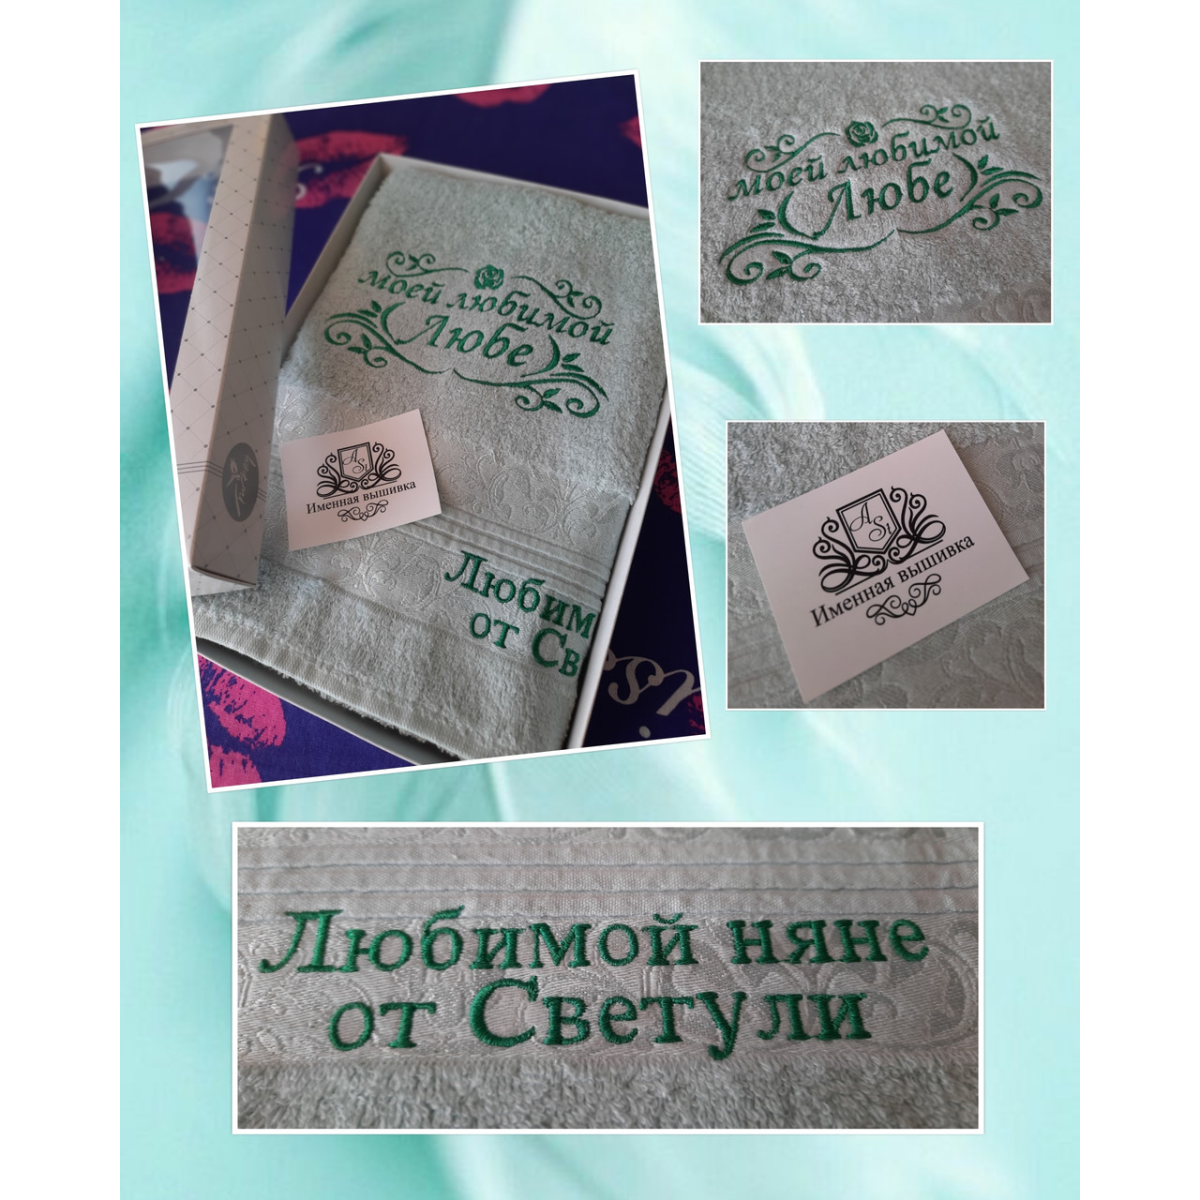 моей любимой
Любе
Именная вышивка
Любим
от Св
моей любимой
Любе
A
S
Именная вышивка
Любимой няне
от Светули